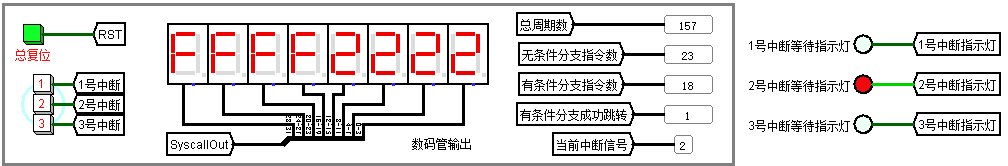 RST
总复位
1 1号中断
2 2号中断
3 3号中断
FFFF2222
SyscallOut
数码管输出
总周期数 157
无条件分支指令数 23
有条件分支指令数 18
有条件分支成功跳转 1
当前中断信号 2
1号中断等待指示灯 1号中断指示灯
2号中断等待指示灯 2号中断指示灯
3号中断等待指示灯 3号中断指示灯